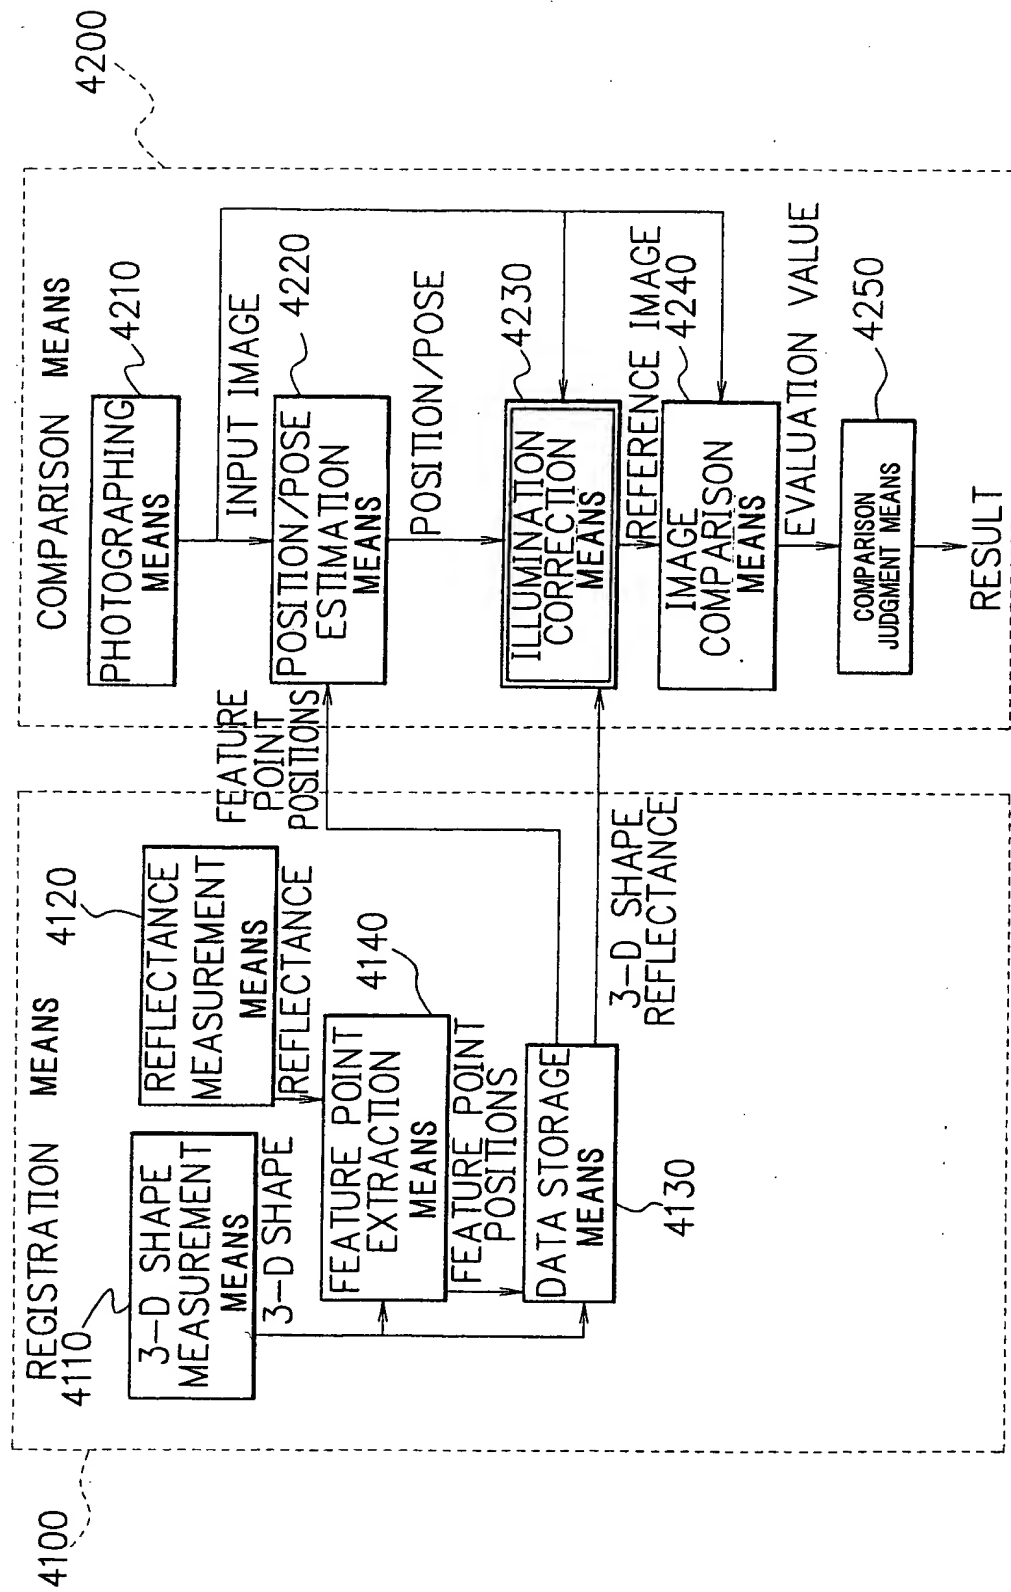 4100
REGISTRATION MEANS
4110
3-D SHAPE
MEASUREMENT
MEANS
3-D SHAPE
4120
REFLECTANCE
MEASUREMENT
MEANS
REFLECTANCE
4140
FEATURE POINT
EXTRACTION
MEANS
FEATURE POINT
POSITIONS
DATA STORAGE
MEANS
4130
FEATURE
POINT
POSITIONS
3-D SHAPE
REFLECTANCE
4200
COMPARISON MEANS
PHOTOGRAPHING
MEANS
4210
INPUT IMAGE
POSITION/POSE
ESTIMATION
MEANS
4220
POSITION/POSE
ILLUMINATION
CORRECTION
MEANS
4230
REFERENCE IMAGE
IMAGE
COMPARISON
MEANS
4240
EVALUATION VALUE
COMPARISON
JUDGMENT MEANS
4250
RESULT